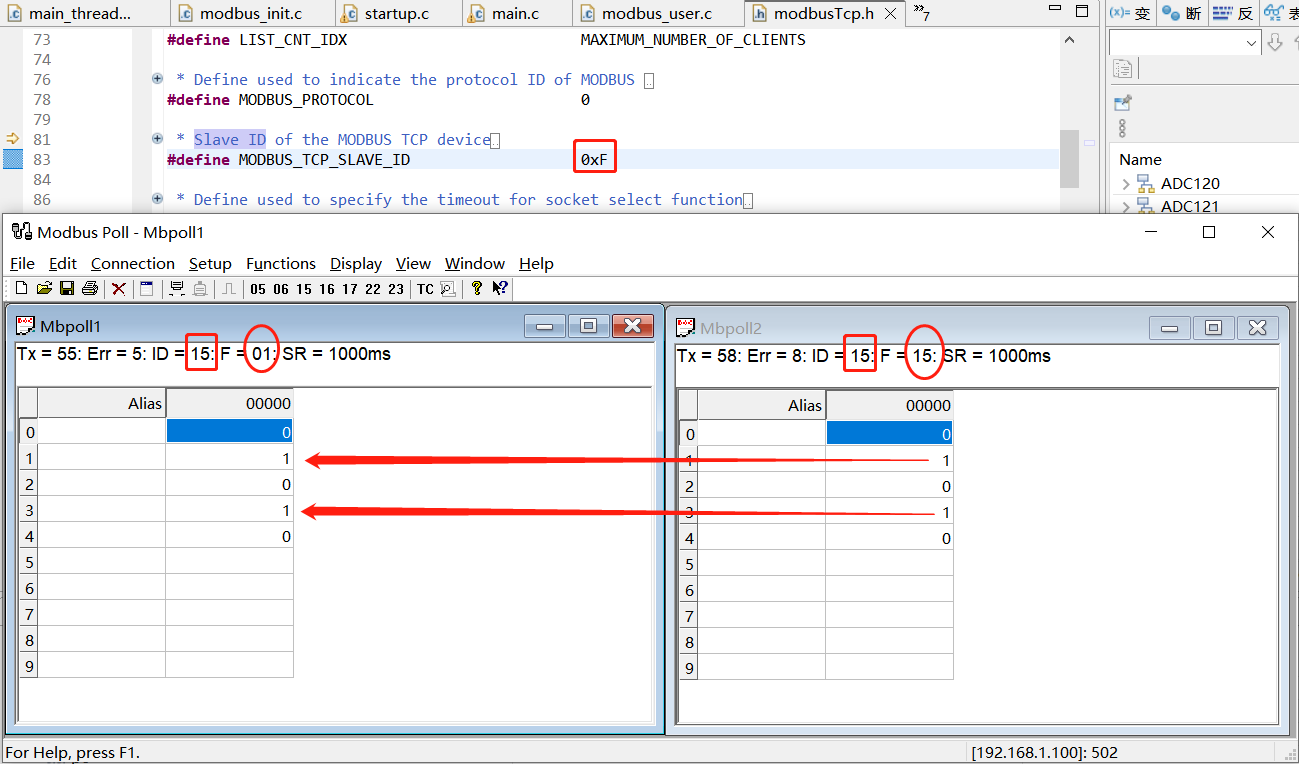 main_thread... modbus_init.c startup.c main.c modbus_user.c modbusTcp.h »7 (x)= 变 断 反 表
73 #define LIST_CNT_IDX MAXIMUM_NUMBER_OF_CLIENTS
74
76 * Define used to indicate the protocol ID of MODBUS
78 #define MODBUS_PROTOCOL 0
79
81 * Slave ID of the MODBUS TCP device
83 #define MODBUS_TCP_SLAVE_ID 0xF
84
86 * Define used to specify the timeout for socket select function
Name
ADC120
ADC121
Modbus Poll - Mbpoll1
File Edit Connection Setup Functions Display View Window Help
05 06 15 16 17 22 23 TC
Mbpoll1
Tx = 55: Err = 5: ID = 15: F = 01: SR = 1000ms
Alias 00000
0 0
1 1
2 0
3 1
4 0
5
6
7
8
9
Mbpoll2
Tx = 58: Err = 8: ID = 15: F = 15: SR = 1000ms
Alias 00000
0 0
1 1
2 0
3 1
4 0
5
6
7
8
9
For Help, press F1. [192.168.1.100]: 502